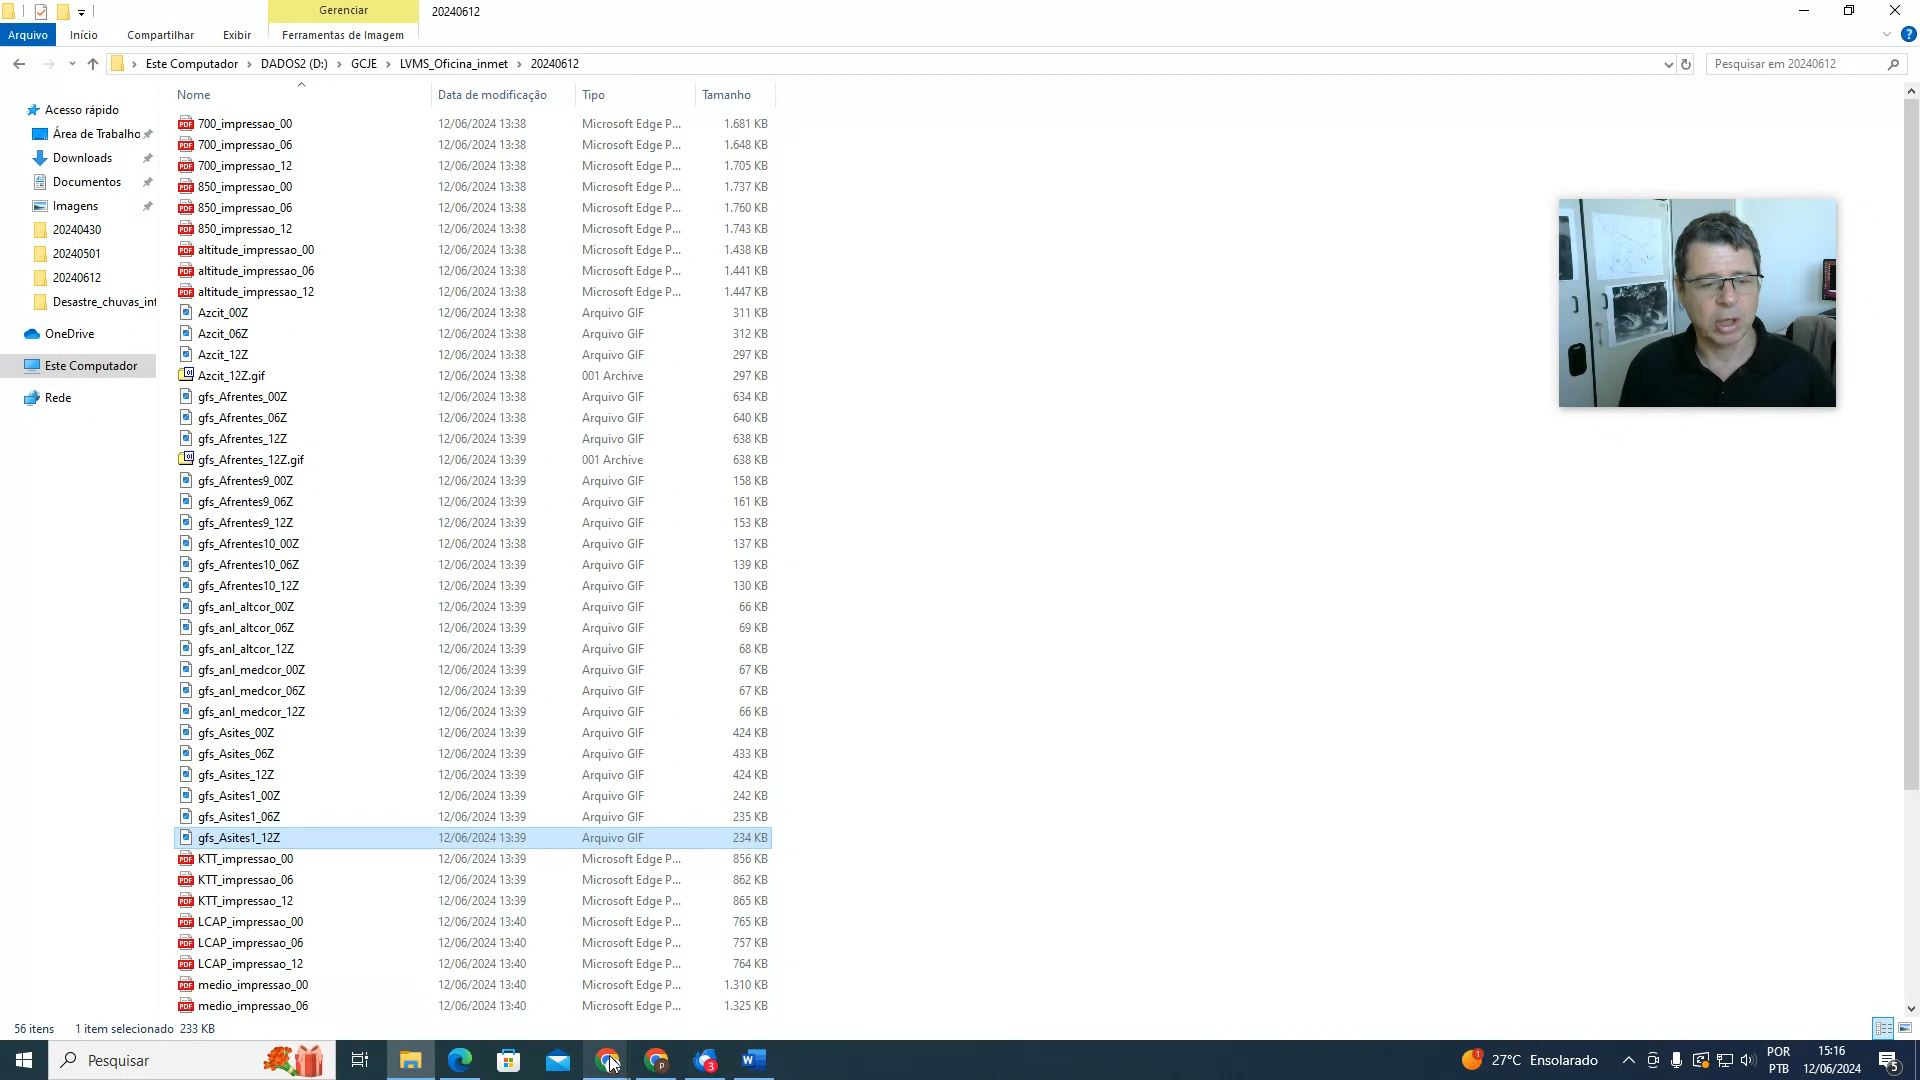 Gerenciar 20240612
Arquivo Início Compartilhar Exibir Ferramentas de Imagem
Este Computador › DADOS2 (D:) › GCJE › LVMS_Oficina_inmet › 20240612
Pesquisar em 20240612
Nome Data de modificação Tipo Tamanho
Acesso rápido
Área de Trabalho
Downloads
Documentos
Imagens
20240430
20240501
20240612
Desastre_chuvas_int
OneDrive
Este Computador
Rede
700_impressao_00 12/06/2024 13:38 Microsoft Edge P... 1.681 KB
700_impressao_06 12/06/2024 13:38 Microsoft Edge P... 1.648 KB
700_impressao_12 12/06/2024 13:38 Microsoft Edge P... 1.705 KB
850_impressao_00 12/06/2024 13:38 Microsoft Edge P... 1.737 KB
850_impressao_06 12/06/2024 13:38 Microsoft Edge P... 1.760 KB
850_impressao_12 12/06/2024 13:38 Microsoft Edge P... 1.743 KB
altitude_impressao_00 12/06/2024 13:38 Microsoft Edge P... 1.438 KB
altitude_impressao_06 12/06/2024 13:38 Microsoft Edge P... 1.441 KB
altitude_impressao_12 12/06/2024 13:38 Microsoft Edge P... 1.447 KB
Azcit_00Z 12/06/2024 13:38 Arquivo GIF 311 KB
Azcit_06Z 12/06/2024 13:38 Arquivo GIF 312 KB
Azcit_12Z 12/06/2024 13:38 Arquivo GIF 297 KB
Azcit_12Z.gif 12/06/2024 13:38 001 Archive 297 KB
gfs_Afrentes_00Z 12/06/2024 13:38 Arquivo GIF 634 KB
gfs_Afrentes_06Z 12/06/2024 13:38 Arquivo GIF 640 KB
gfs_Afrentes_12Z 12/06/2024 13:39 Arquivo GIF 638 KB
gfs_Afrentes_12Z.gif 12/06/2024 13:39 001 Archive 638 KB
gfs_Afrentes9_00Z 12/06/2024 13:39 Arquivo GIF 158 KB
gfs_Afrentes9_06Z 12/06/2024 13:39 Arquivo GIF 161 KB
gfs_Afrentes9_12Z 12/06/2024 13:39 Arquivo GIF 153 KB
gfs_Afrentes10_00Z 12/06/2024 13:38 Arquivo GIF 137 KB
gfs_Afrentes10_06Z 12/06/2024 13:39 Arquivo GIF 139 KB
gfs_Afrentes10_12Z 12/06/2024 13:39 Arquivo GIF 130 KB
gfs_anl_altcor_00Z 12/06/2024 13:39 Arquivo GIF 66 KB
gfs_anl_altcor_06Z 12/06/2024 13:39 Arquivo GIF 69 KB
gfs_anl_altcor_12Z 12/06/2024 13:39 Arquivo GIF 68 KB
gfs_anl_medcor_00Z 12/06/2024 13:39 Arquivo GIF 67 KB
gfs_anl_medcor_06Z 12/06/2024 13:39 Arquivo GIF 67 KB
gfs_anl_medcor_12Z 12/06/2024 13:39 Arquivo GIF 66 KB
gfs_Asites_00Z 12/06/2024 13:39 Arquivo GIF 424 KB
gfs_Asites_06Z 12/06/2024 13:39 Arquivo GIF 433 KB
gfs_Asites_12Z 12/06/2024 13:39 Arquivo GIF 424 KB
gfs_Asites1_00Z 12/06/2024 13:39 Arquivo GIF 242 KB
gfs_Asites1_06Z 12/06/2024 13:39 Arquivo GIF 235 KB
gfs_Asites1_12Z 12/06/2024 13:39 Arquivo GIF 234 KB
KTT_impressao_00 12/06/2024 13:39 Microsoft Edge P... 856 KB
KTT_impressao_06 12/06/2024 13:39 Microsoft Edge P... 862 KB
KTT_impressao_12 12/06/2024 13:39 Microsoft Edge P... 865 KB
LCAP_impressao_00 12/06/2024 13:40 Microsoft Edge P... 765 KB
LCAP_impressao_06 12/06/2024 13:40 Microsoft Edge P... 757 KB
LCAP_impressao_12 12/06/2024 13:40 Microsoft Edge P... 764 KB
medio_impressao_00 12/06/2024 13:40 Microsoft Edge P... 1.310 KB
medio_impressao_06 12/06/2024 13:40 Microsoft Edge P... 1.325 KB
56 itens 1 item selecionado 233 KB
Pesquisar
27°C Ensolarado
POR
PTB
15:16
12/06/2024